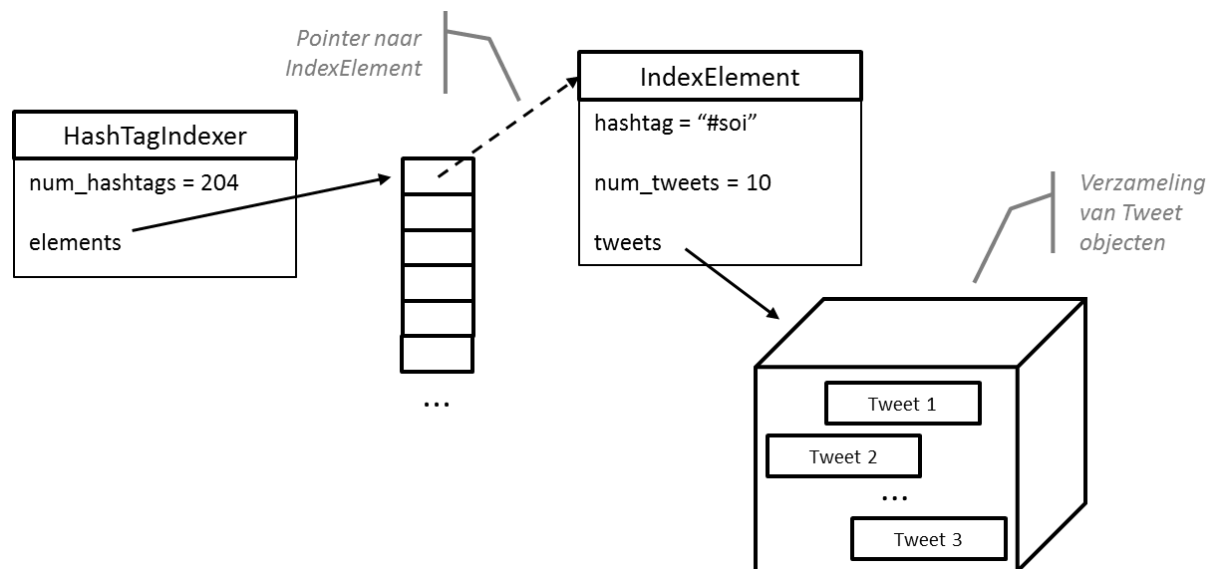 Pointer naar
IndexElement
IndexElement
hashtag = “#soi”
num_tweets = 10
tweets
HashTagIndexer
num_hashtags = 204
elements
...
Verzameling
van Tweet
objecten
Tweet 1
Tweet 2
...
Tweet 3